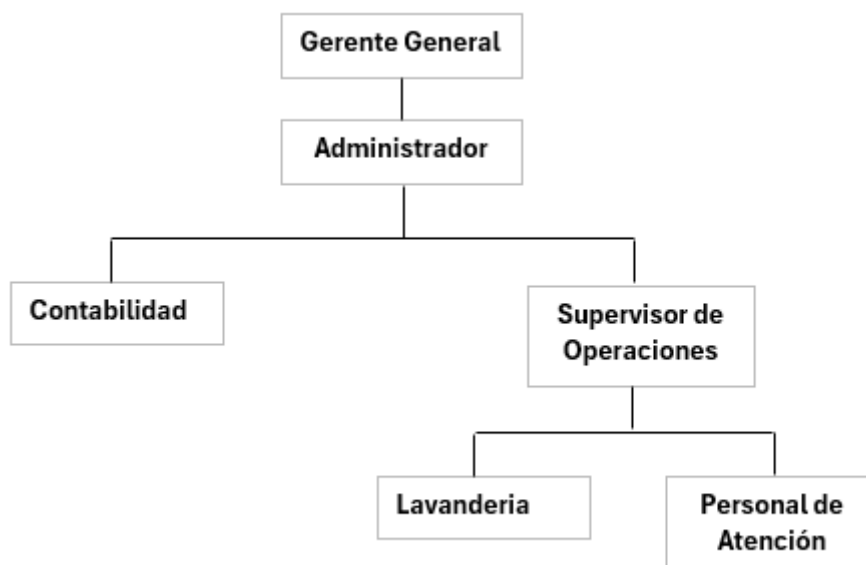 Gerente General
Administrador
Contabilidad
Supervisor de
Operaciones
Lavanderia
Personal de
Atención